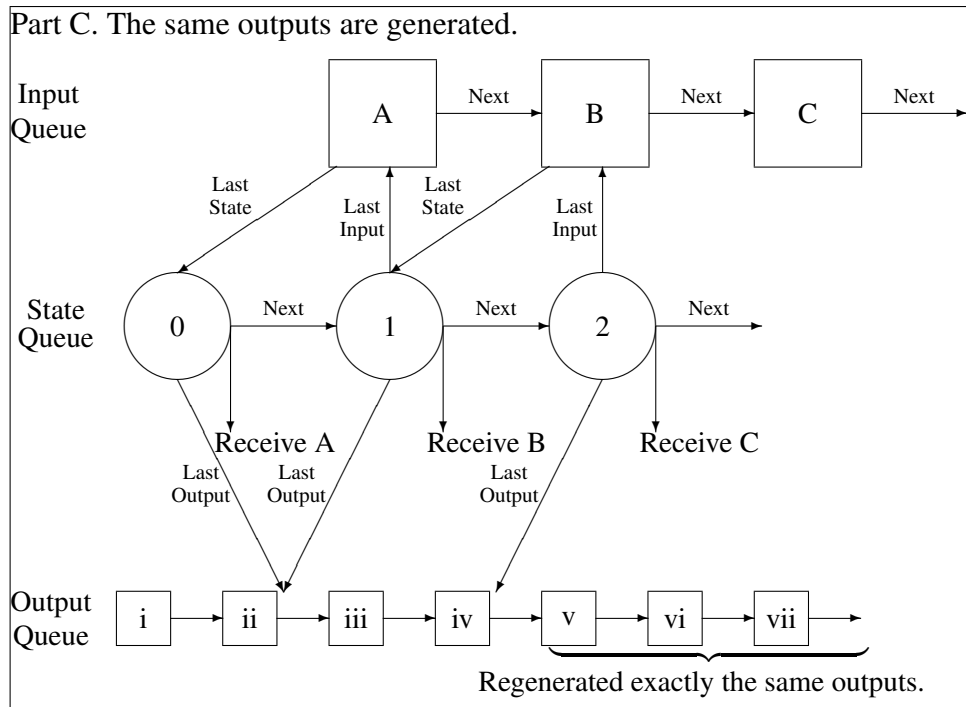 Part C. The same outputs are generated.
Input
Queue
A
Next
B
Next
C
Next
Last
State
Last
Input
Last
State
Last
Input
State
Queue
0
Next
1
Next
2
Next
Receive A
Receive B
Receive C
Last
Output
Last
Output
Last
Output
Output
Queue
i
ii
iii
iv
v
vi
vii
Regenerated exactly the same outputs.